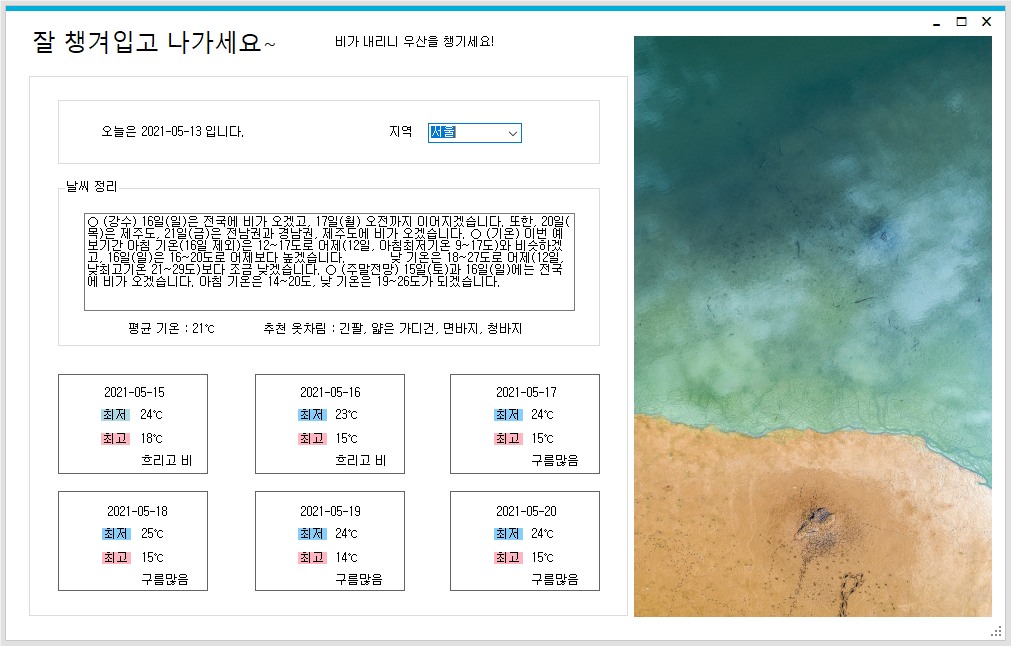 잘 챙겨입고 나가세요~
비가 내리니 우산을 챙기세요!
오늘은 2021-05-13 입니다.
지역 서울
날씨 정리
○ (강수) 16일(일)은 전국에 비가 오겠고, 17일(월) 오전까지 이어지겠습니다. 또한, 20일(
목)은 제주도, 21일(금)은 전남권과 경남권, 제주도에 비가 오겠습니다. ○ (기온) 이번 예
보기간 아침 기온(16일 제외)은 12~17도로 어제(12일, 아침최저기온 9~17도)와 비슷하겠
고, 16일(일)은 16~20도로 어제보다 높겠습니다. 낮 기온은 18~27도로 어제(12일,
낮최고기온 21~29도)보다 조금 낮겠습니다. ○ (주말전망) 15일(토)과 16일(일)에는 전국
에 비가 오겠습니다. 아침 기온은 14~20도, 낮 기온은 19~26도가 되겠습니다.
평균 기온 : 21℃
추천 옷차림 : 긴팔, 얇은 가디건, 면바지, 청바지
2021-05-15
최저 24℃
최고 18℃
흐리고 비
2021-05-16
최저 23℃
최고 15℃
흐리고 비
2021-05-17
최저 24℃
최고 15℃
구름많음
2021-05-18
최저 25℃
최고 15℃
구름많음
2021-05-19
최저 24℃
최고 14℃
구름많음
2021-05-20
최저 24℃
최고 15℃
구름많음